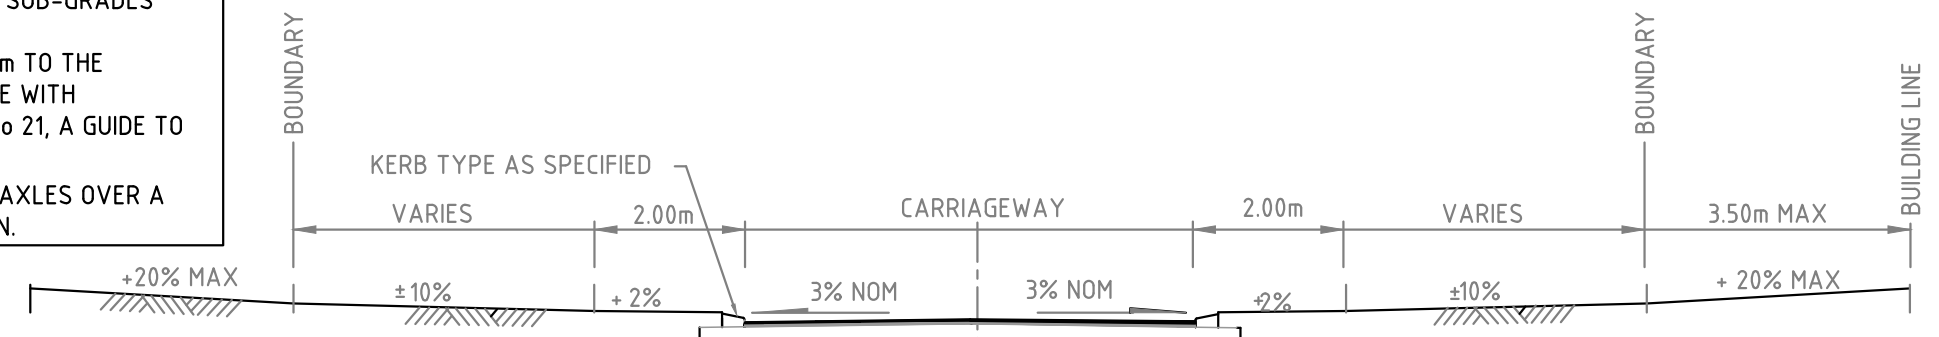 SUB-GRADES
m TO THE
E WITH
o 21, A GUIDE TO
AXLES OVER A
N.
BOUNDARY
BOUNDARY
BUILDING LINE
KERB TYPE AS SPECIFIED
VARIES
2.00m
CARRIAGEWAY
2.00m
VARIES
3.50m MAX
+20% MAX
±10%
+ 2%
3% NOM
3% NOM
+2%
±10%
+ 20% MAX